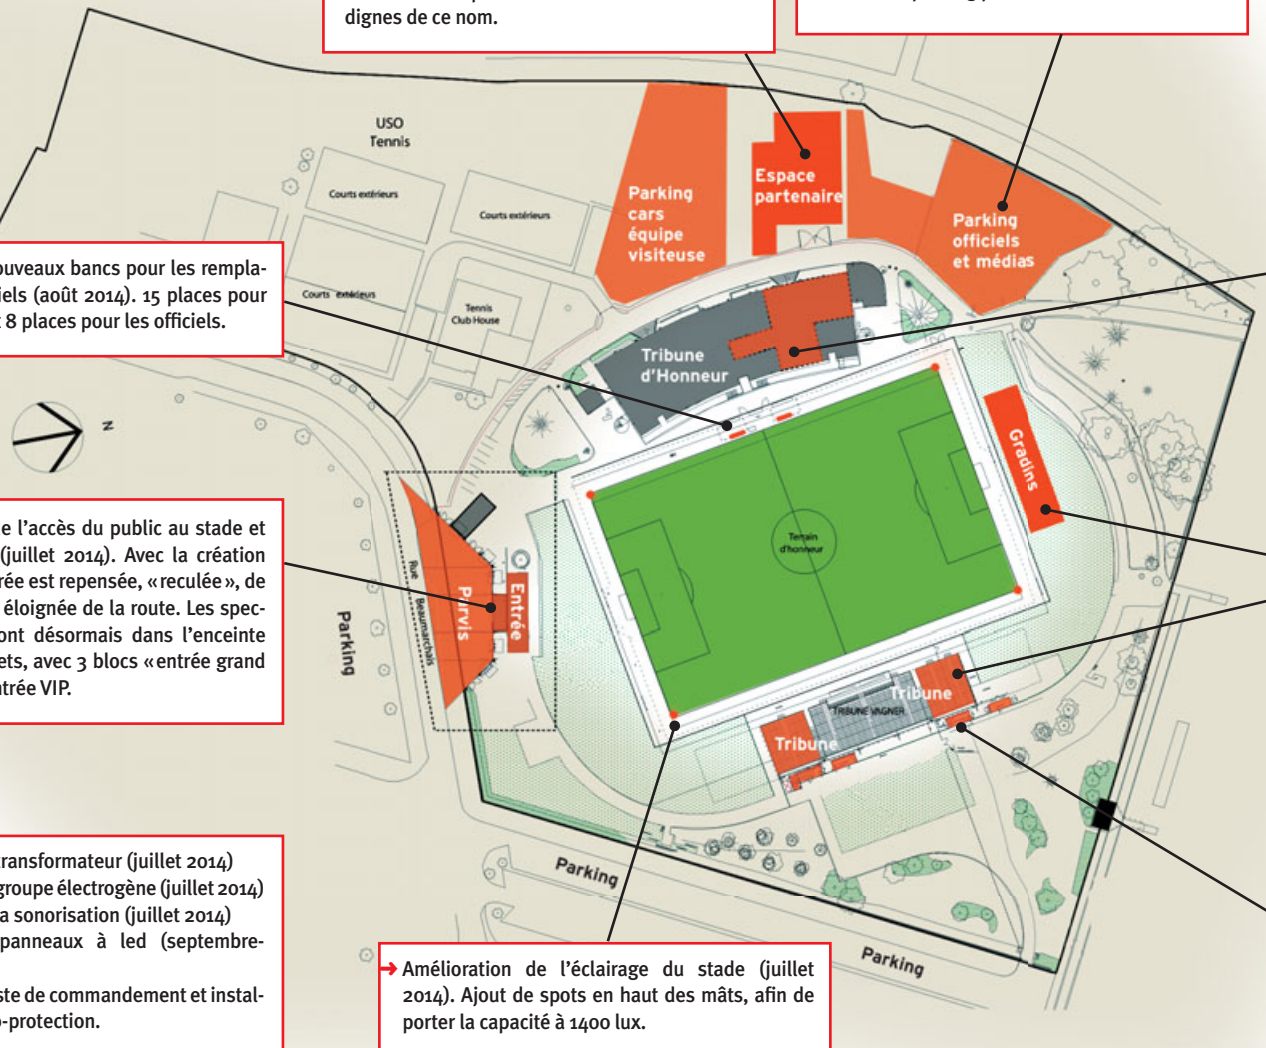 dignes de ce nom.
USO
Tennis
Courts extérieurs
Courts extérieurs
Courts extérieurs
Tennis
Club House
Parking
cars
équipe
visiteuse
Espace
partenaire
Parking
officiels
et médias
ouveaux bancs pour les rempla-
iels (août 2014). 15 places pour
t 8 places pour les officiels.
Tribune
d'Honneur
N
Gradins
Terrain
d'honneur
e l'accès du public au stade et
(juillet 2014). Avec la création
rée est repensée, «reculée», de
éloignée de la route. Les spec-
ont désormais dans l'enceinte
ets, avec 3 blocs «entrée grand
ntrée VIP.
Rue Beaumarchais
Parvis
Entrée
Parking
Tribune
TRIBUNE VAGNER
Tribune
transformateur (juillet 2014)
groupe électrogène (juillet 2014)
a sonorisation (juillet 2014)
panneaux à led (septembre-
ste de commandement et instal-
o-protection.
Parking
Parking
➜ Amélioration de l'éclairage du stade (juillet
2014). Ajout de spots en haut des mâts, afin de
porter la capacité à 1400 lux.